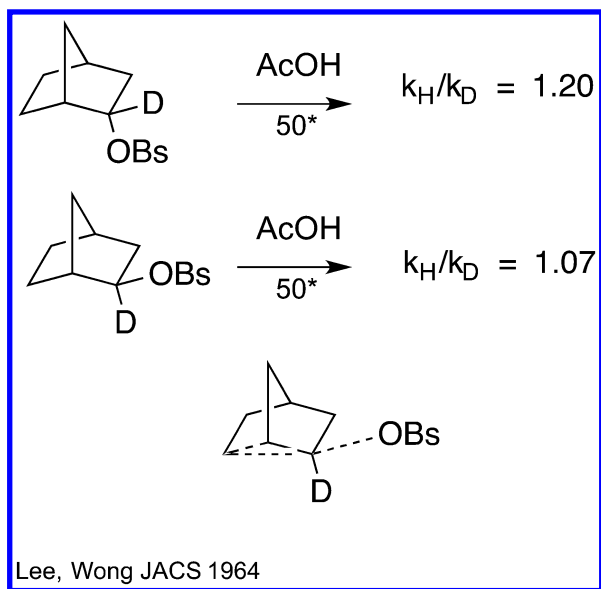 AcOH
50*
k_H/k_D = 1.20
D
OBs
AcOH
50*
k_H/k_D = 1.07
OBs
D
OBs
D
Lee, Wong JACS 1964